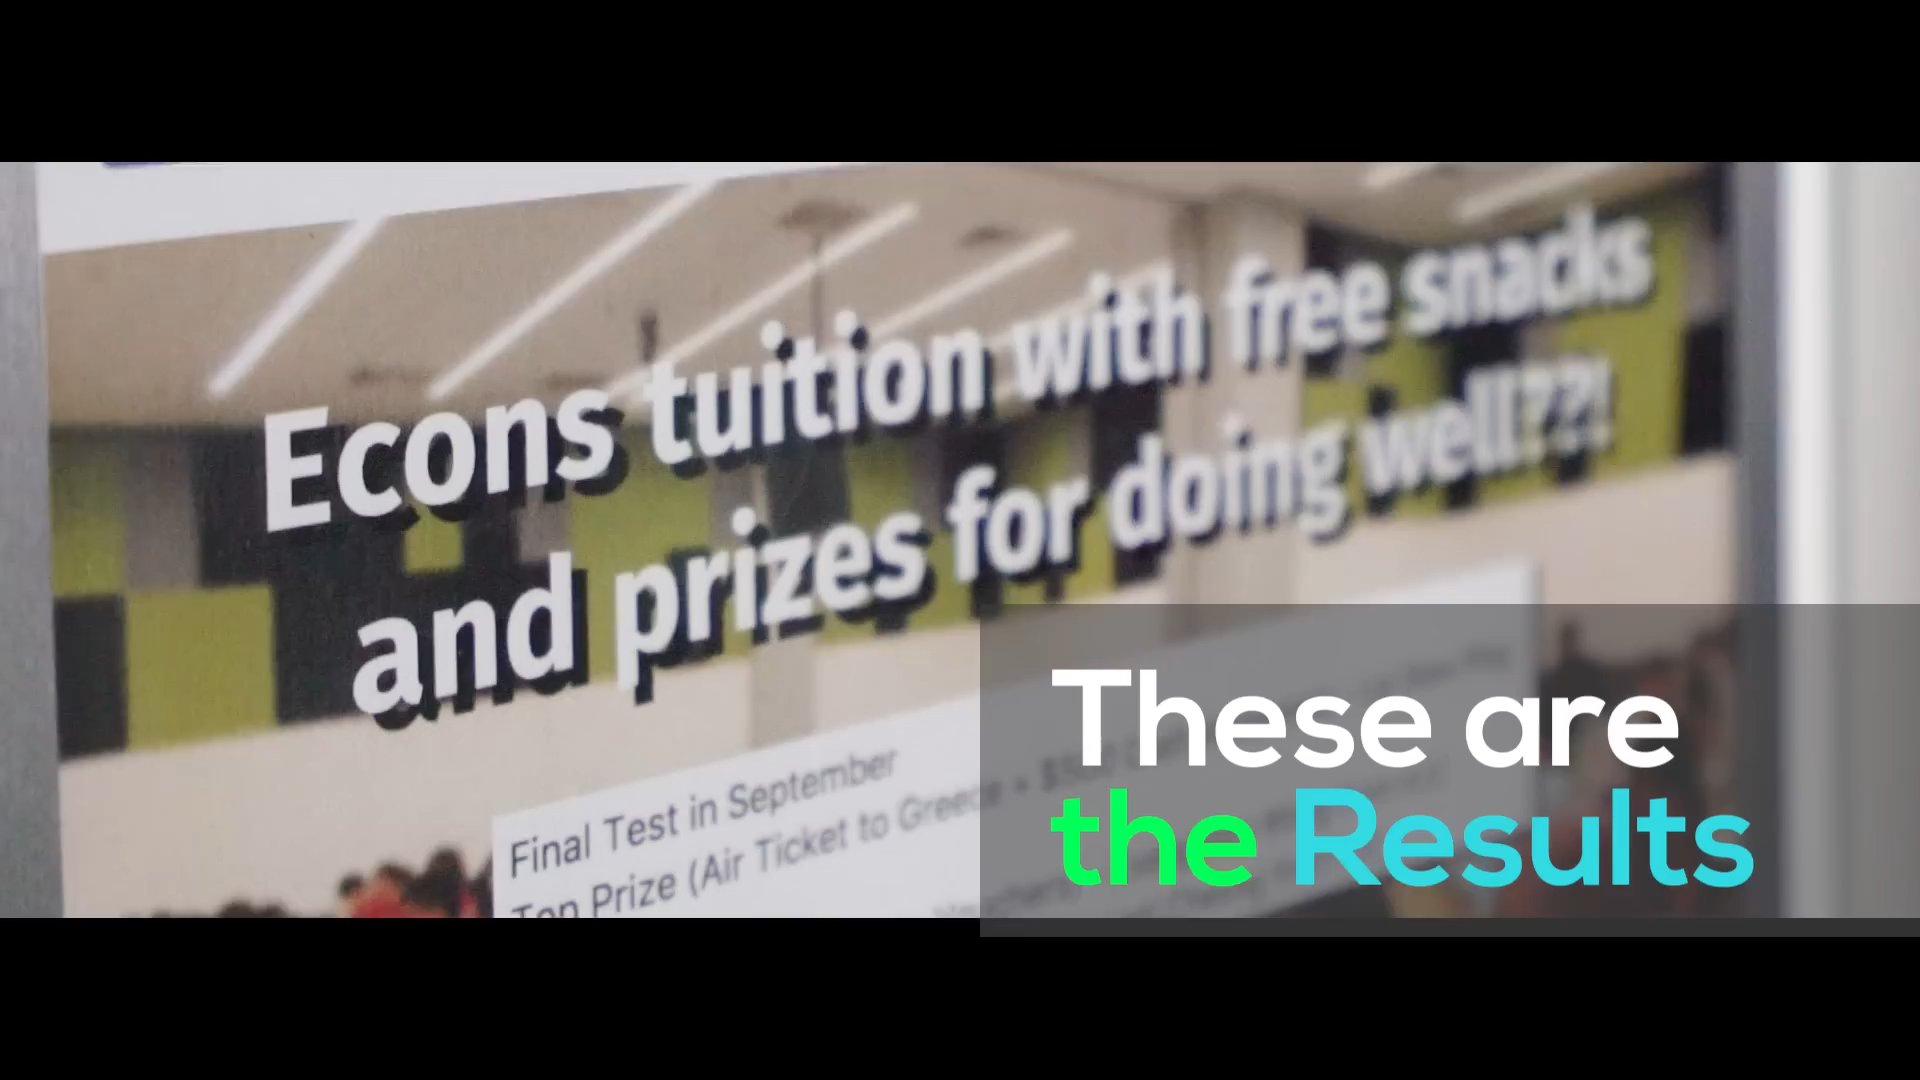 Econs tuition with free snacks
and prizes for doing well??!
Final Test in September
Top Prize (Air Ticket to Greece + $500
These are
the Results